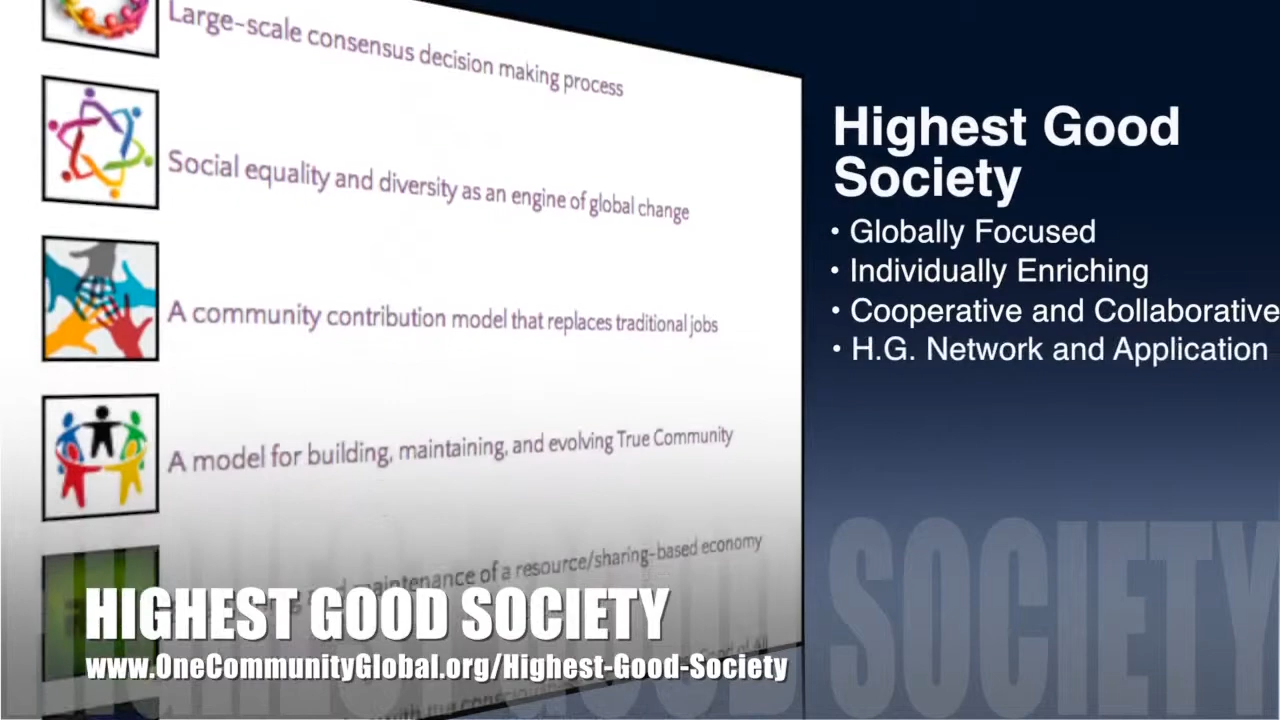 Large-scale consensus decision making process
Social equality and diversity as an engine of global change
A community contribution model that replaces traditional jobs
A model for building, maintaining, and evolving True Community
maintenance of a resource/sharing-based economy
Highest Good
Society
• Globally Focused
• Individually Enriching
• Cooperative and Collaborative
• H.G. Network and Application
HIGHEST GOOD SOCIETY
HIGHEST GOOD SOCIETY
www.OneCommunityGlobal.org/Highest-Good-Society